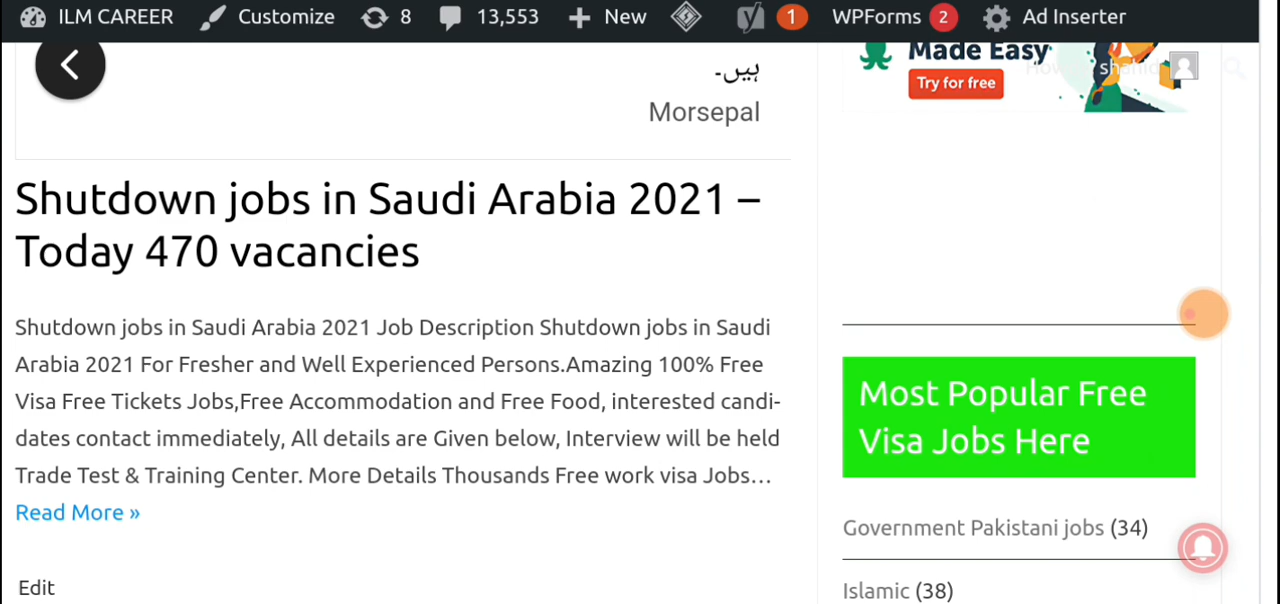 ILM CAREER Customize 8 13,553 New 1 WPForms 2 Ad Inserter
ہیں۔
Morsepal
Shutdown jobs in Saudi Arabia 2021 –
Today 470 vacancies
Shutdown jobs in Saudi Arabia 2021 Job Description Shutdown jobs in Saudi
Arabia 2021 For Fresher and Well Experienced Persons.Amazing 100% Free
Visa Free Tickets Jobs,Free Accommodation and Free Food, interested candi-
dates contact immediately, All details are Given below, Interview will be held
Trade Test & Training Center. More Details Thousands Free work visa Jobs…
Read More »
Edit
Made Easy
Try for free
Most Popular Free
Visa Jobs Here
Government Pakistani jobs (34)
Islamic (38)